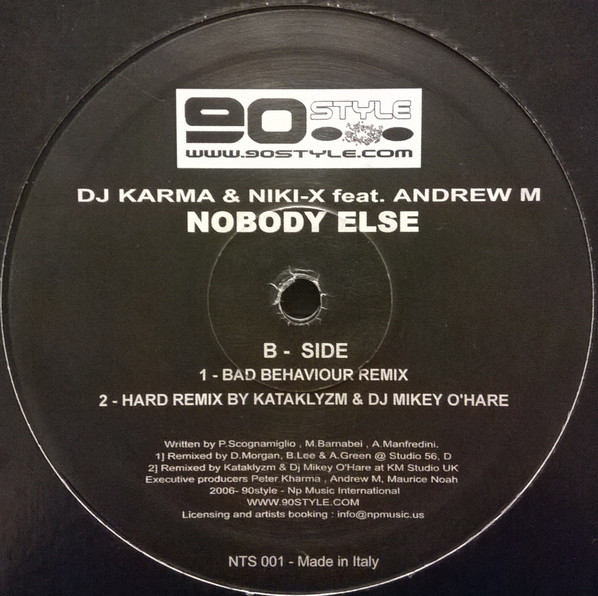 90 STYLE
WWW.90STYLE.COM
DJ KARMA & NIKI-X feat. ANDREW M
NOBODY ELSE
B - SIDE
1 - BAD BEHAVIOUR REMIX
2 - HARD REMIX BY KATAKLYZM & DJ MIKEY O'HARE
Written by P.Scognamiglio , M.Barnabei , A.Manfredini.
1] Remixed by D.Morgan, B.Lee & A.Green @ Studio 56, D
2] Remixed by Kataklyzm & Dj Mikey O'Hare at KM Studio UK
Executive producers Peter Kharma , Andrew M, Maurice Noah
2006- 90style - Np Music International
WWW.90STYLE.COM
Licensing and artists booking : info@npmusic.us
NTS 001 - Made in Italy